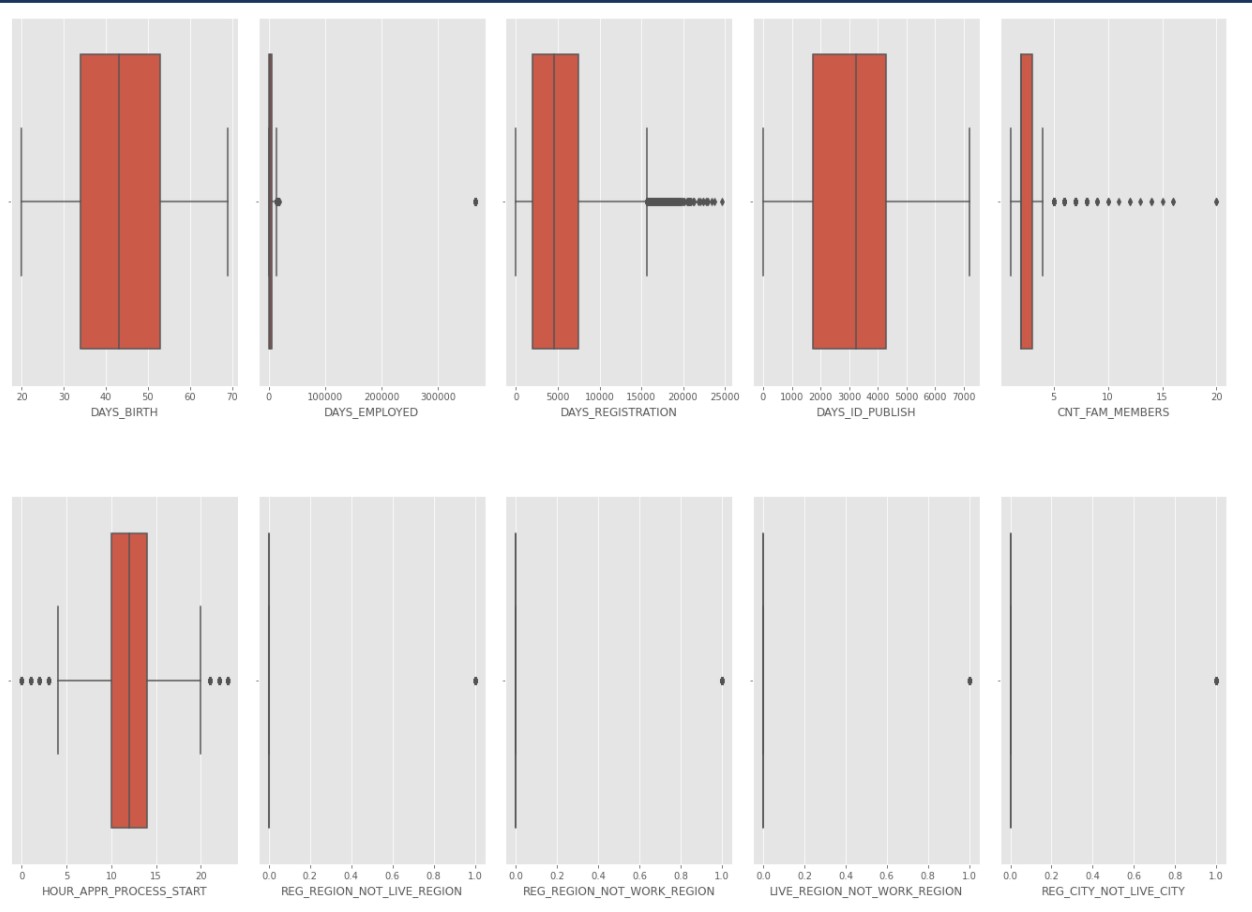 20 30 40 50 60 70
DAYS_BIRTH
0 100000 200000 300000
DAYS_EMPLOYED
0 5000 10000 15000 20000 25000
DAYS_REGISTRATION
0 1000 2000 3000 4000 5000 6000 7000
DAYS_ID_PUBLISH
5 10 15 20
CNT_FAM_MEMBERS
0 5 10 15 20
HOUR_APPR_PROCESS_START
0.0 0.2 0.4 0.6 0.8 1.0
REG_REGION_NOT_LIVE_REGION
0.0 0.2 0.4 0.6 0.8 1.0
REG_REGION_NOT_WORK_REGION
0.0 0.2 0.4 0.6 0.8 1.0
LIVE_REGION_NOT_WORK_REGION
0.0 0.2 0.4 0.6 0.8 1.0
REG_CITY_NOT_LIVE_CITY